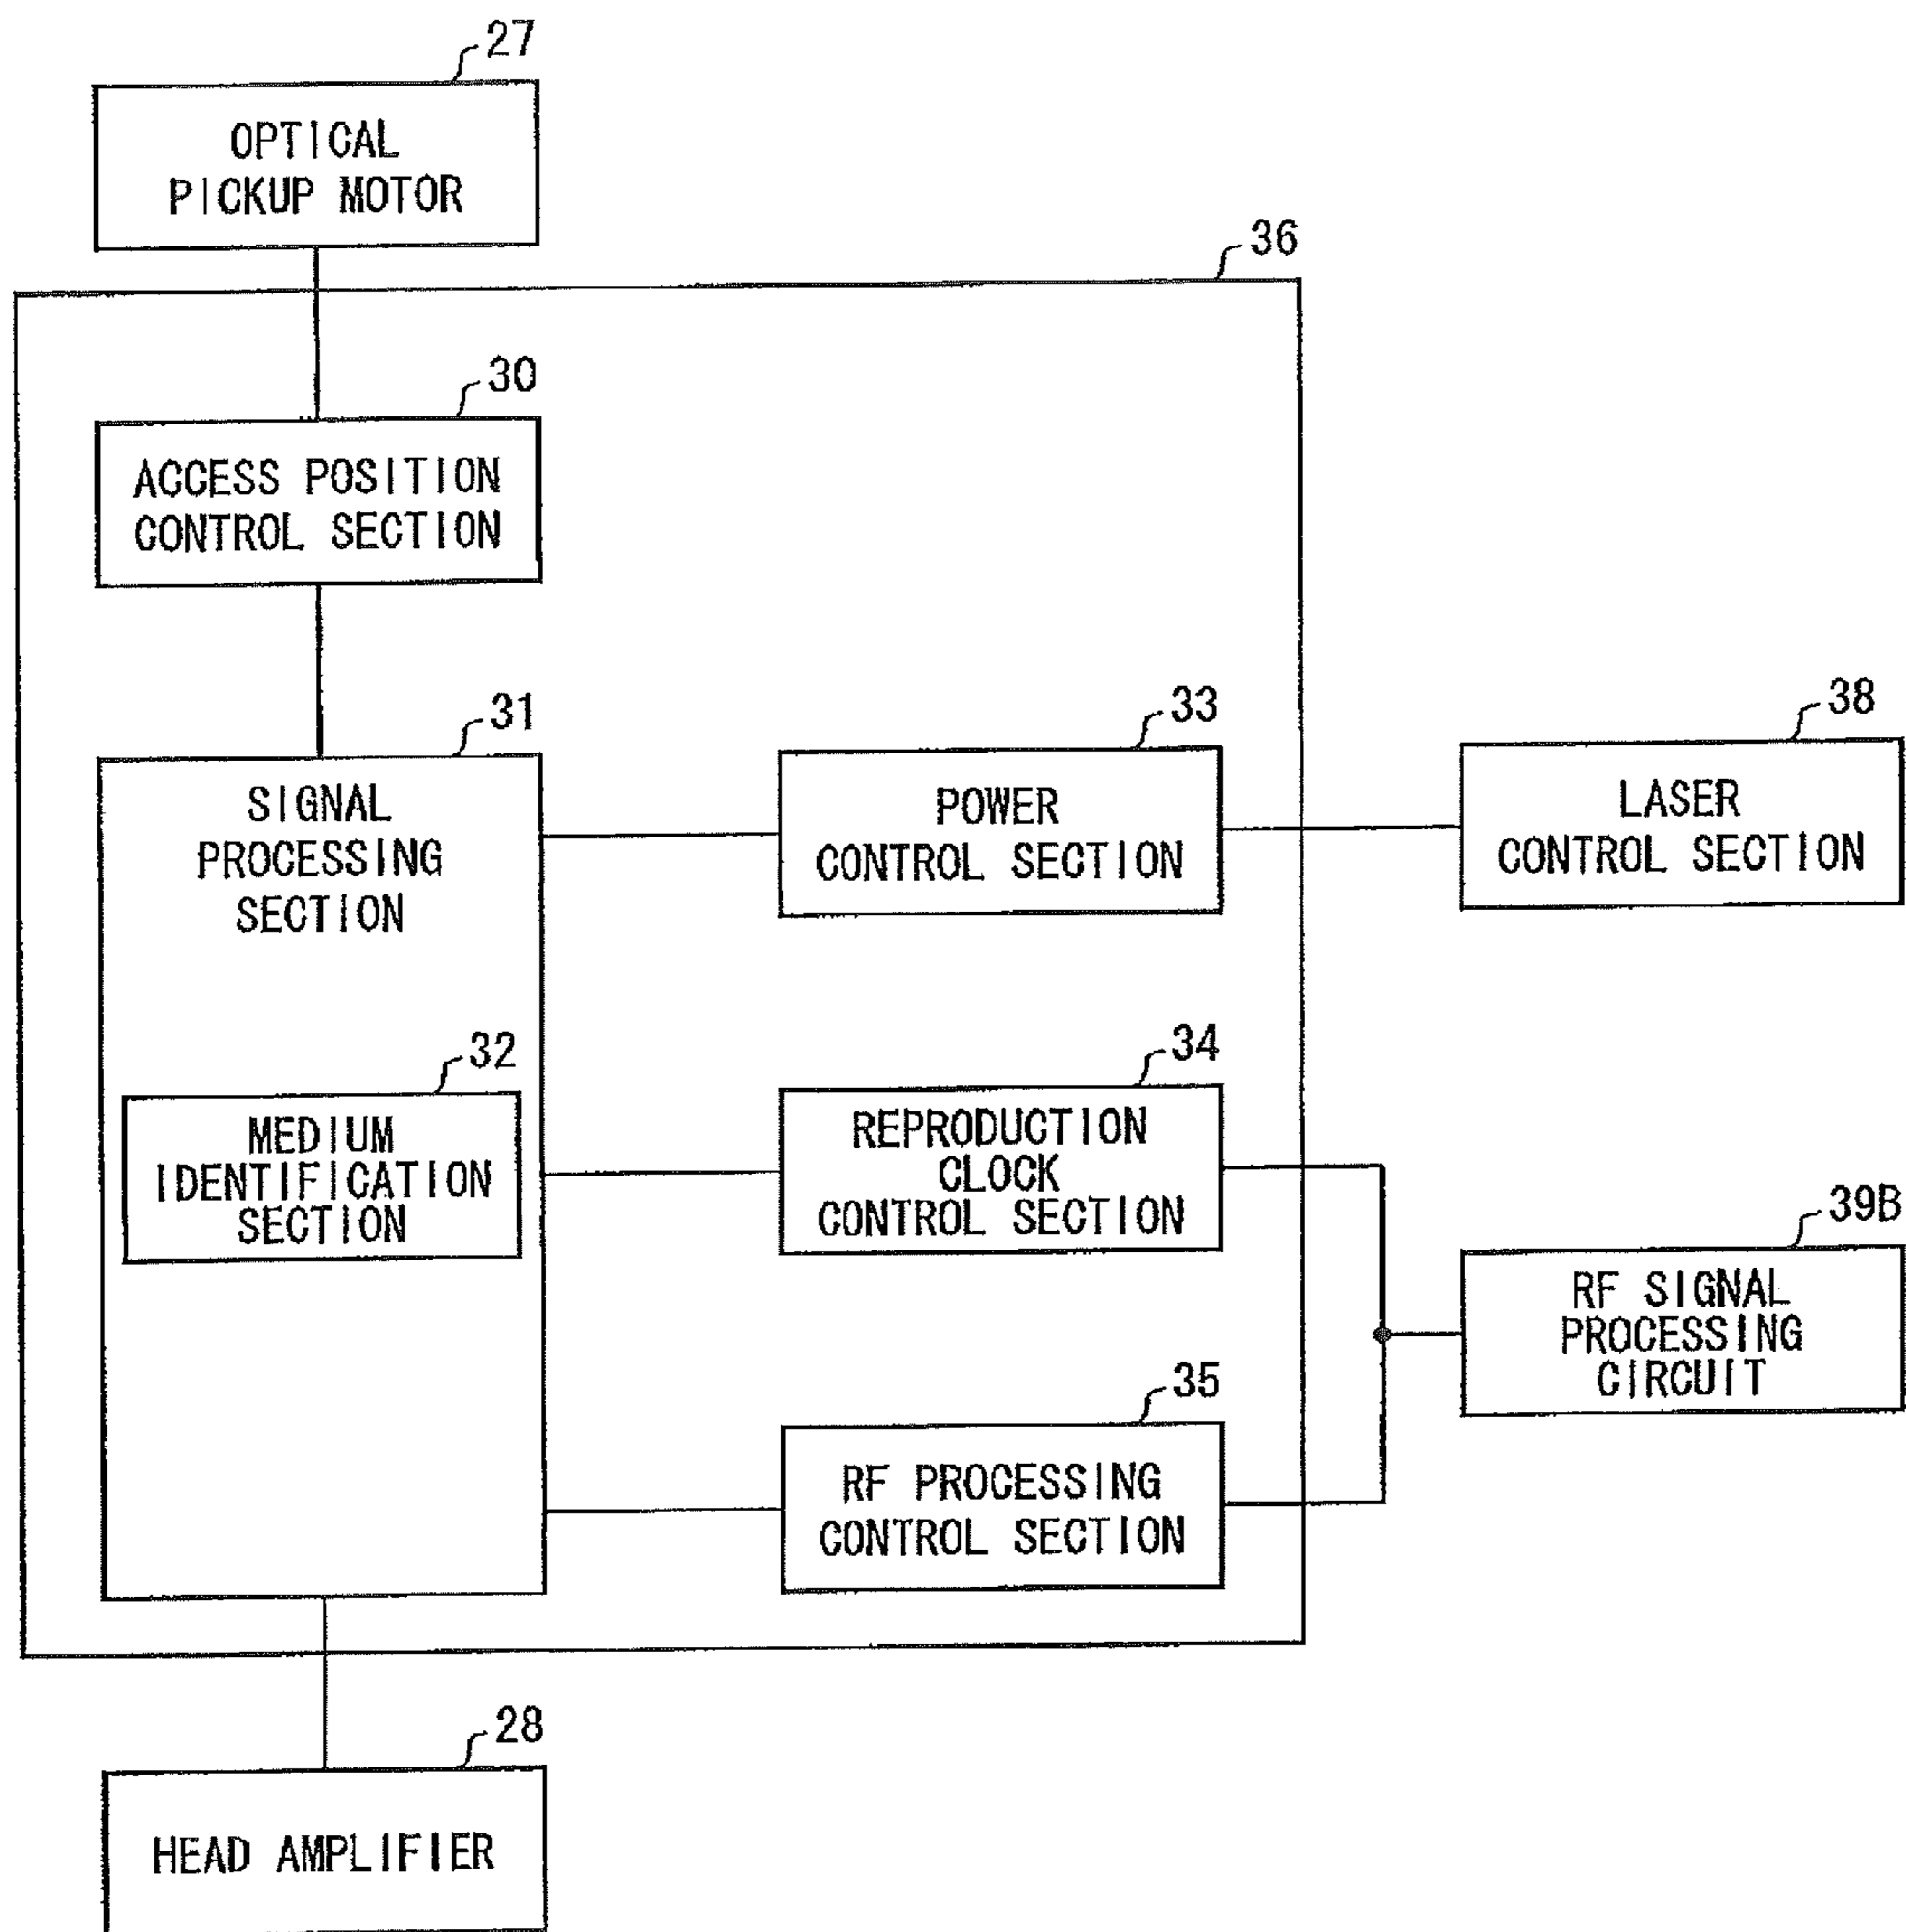 27
OPTICAL
PICKUP MOTOR
36
30
ACCESS POSITION
CONTROL SECTION
31
SIGNAL
PROCESSING
SECTION
33
POWER
CONTROL SECTION
38
LASER
CONTROL SECTION
32
MEDIUM
IDENTIFICATION
SECTION
34
REPRODUCTION
CLOCK
CONTROL SECTION
39B
RF SIGNAL
PROCESSING
CIRCUIT
35
RF PROCESSING
CONTROL SECTION
28
HEAD AMPLIFIER